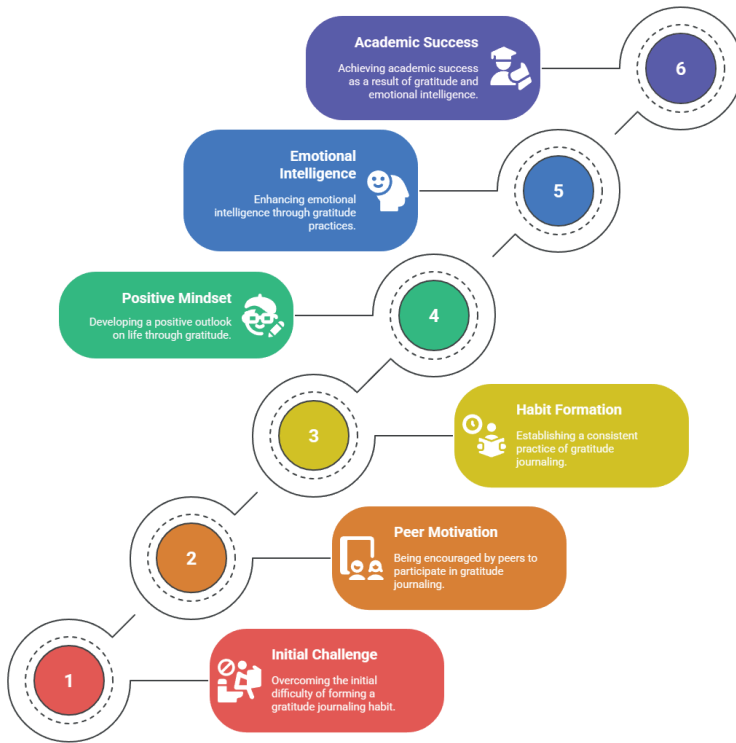 Academic Success
Achieving academic success
as a result of gratitude and
emotional intelligence.
6
Emotional
Intelligence
Enhancing emotional
intelligence through gratitude
practices.
5
Positive Mindset
Developing a positive outlook
on life through gratitude.
4
3
Habit Formation
Establishing a consistent
practice of gratitude
journaling.
2
Peer Motivation
Being encouraged by peers to
participate in gratitude
journaling.
1
Initial Challenge
Overcoming the initial
difficulty of forming a
gratitude journaling habit.